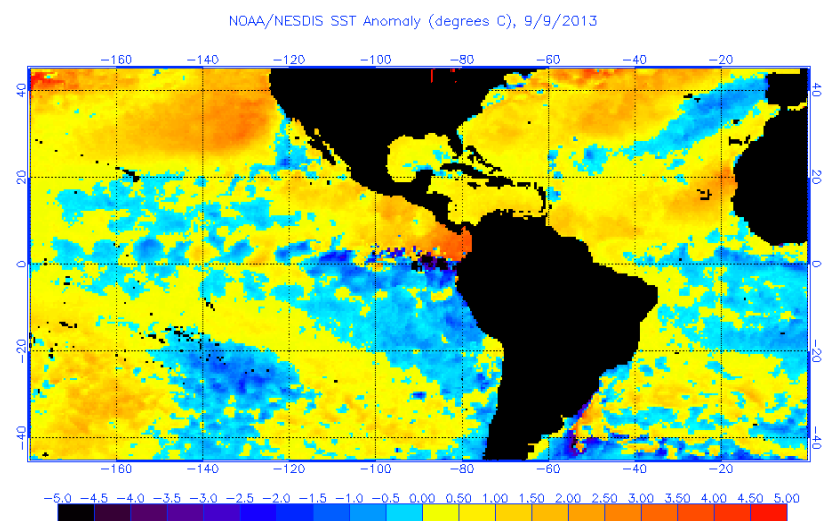 NOAA/NESDIS SST Anomaly (degrees C), 9/9/2013
-160 -140 -120 -100 -80 -60 -40 -20
40 40
20 20
0 0
-20 -20
-40 -40
-160 -140 -120 -100 -80 -60 -40 -20
-5.0 -4.5 -4.0 -3.5 -3.0 -2.5 -2.0 -1.5 -1.0 -0.5 0.00 0.50 1.00 1.50 2.00 2.50 3.00 3.50 4.00 4.50 5.00